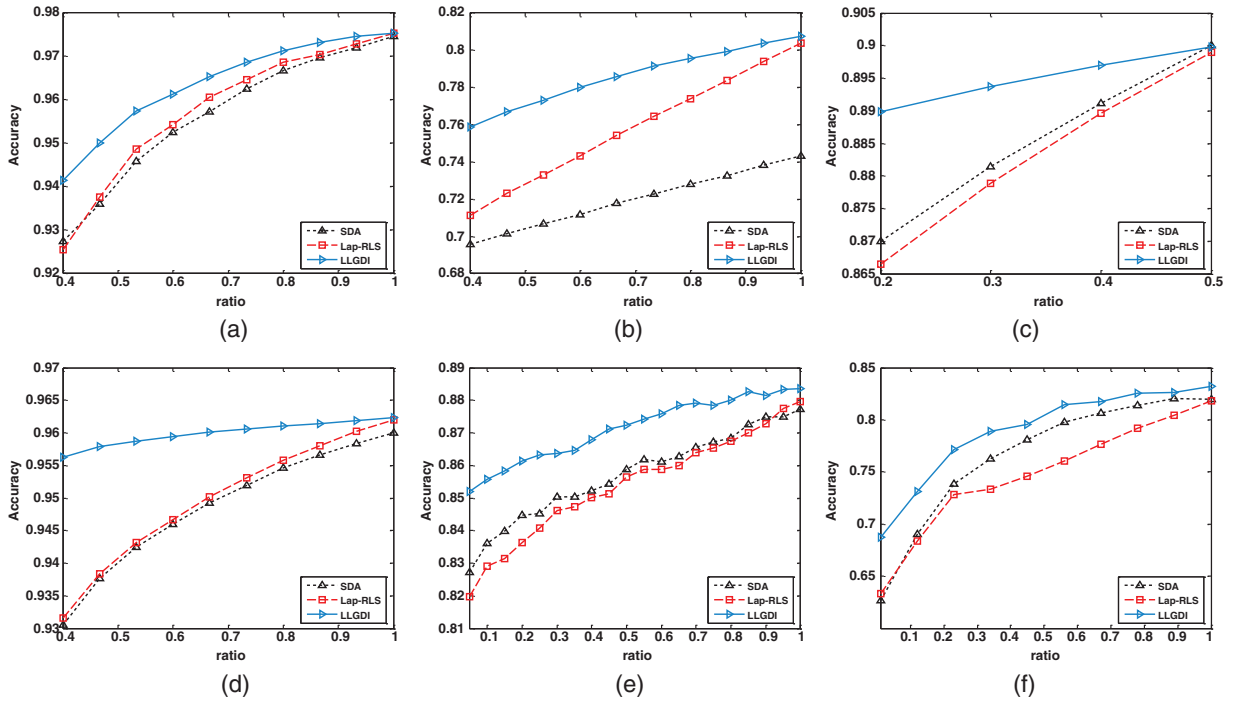 0.98
0.97
0.96
0.95
0.94
0.93
0.92
Accuracy
0.4 0.5 0.6 0.7 0.8 0.9 1
ratio
SDA
Lap-RLS
LLGDI
(a)
0.82
0.8
0.78
0.76
0.74
0.72
0.7
0.68
Accuracy
0.4 0.5 0.6 0.7 0.8 0.9 1
ratio
SDA
Lap-RLS
LLGDI
(b)
0.905
0.9
0.895
0.89
0.885
0.88
0.875
0.87
0.865
Accuracy
0.2 0.3 0.4 0.5
ratio
SDA
Lap-RLS
LLGDI
(c)
0.97
0.965
0.96
0.955
0.95
0.945
0.94
0.935
0.93
Accuracy
0.4 0.5 0.6 0.7 0.8 0.9 1
ratio
SDA
Lap-RLS
LLGDI
(d)
0.89
0.88
0.87
0.86
0.85
0.84
0.83
0.82
0.81
Accuracy
0.1 0.2 0.3 0.4 0.5 0.6 0.7 0.8 0.9 1
ratio
SDA
Lap-RLS
LLGDI
(e)
0.85
0.8
0.75
0.7
0.65
Accuracy
0.1 0.2 0.3 0.4 0.5 0.6 0.7 0.8 0.9 1
ratio
SDA
Lap-RLS
LLGDI
(f)